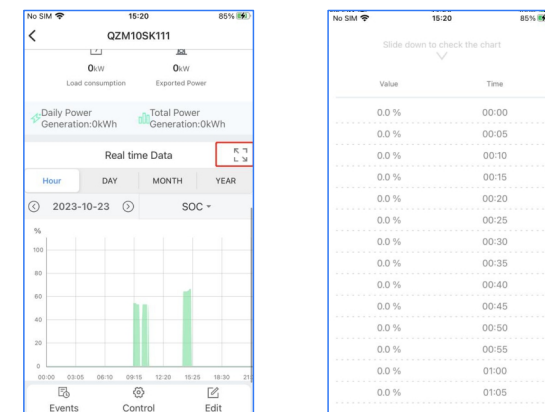 No SIM 15:20 85%
QZM10SK111
0kW 0kW
Load consumption Exported Power
Daily Power Generation:0kWh
Total Power Generation:0kWh
Real time Data
Hour DAY MONTH YEAR
2023-10-23 SOC
%
100
80
60
40
20
0
00:00 03:05 06:10 09:15 12:20 15:25 18:30
Events Control Edit
No SIM 15:20 85%
Slide down to check the chart
Value Time
0.0 % 00:00
0.0 % 00:05
0.0 % 00:10
0.0 % 00:15
0.0 % 00:20
0.0 % 00:25
0.0 % 00:30
0.0 % 00:35
0.0 % 00:40
0.0 % 00:45
0.0 % 00:50
0.0 % 00:55
0.0 % 01:00
0.0 % 01:05